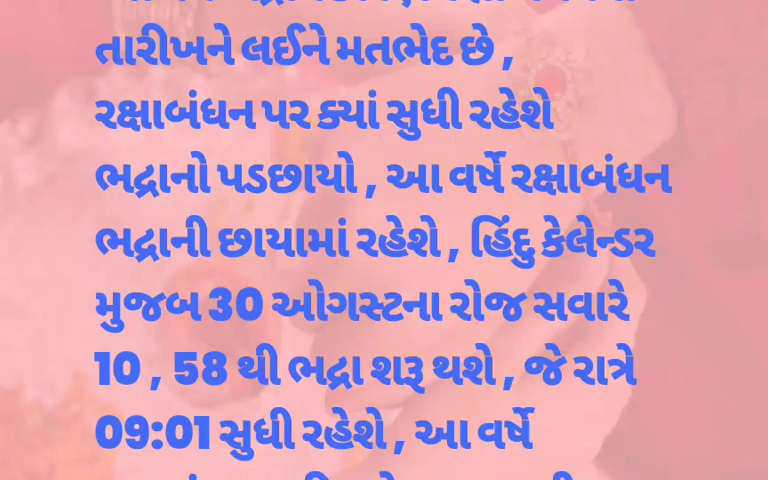 તારીખને લઈને મતભેદ છે ,
રક્ષાબંધન પર ક્યાં સુધી રહેશે
ભદ્રાનો પડછાયો , આ વર્ષે રક્ષાબંધન
ભદ્રાની છાયામાં રહેશે , હિંદુ કેલેન્ડર
મુજબ 30 ઓગસ્ટના રોજ સવારે
10 , 58 થી ભદ્રા શરૂ થશે , જે રાત્રે
09:01 સુધી રહેશે , આ વર્ષે